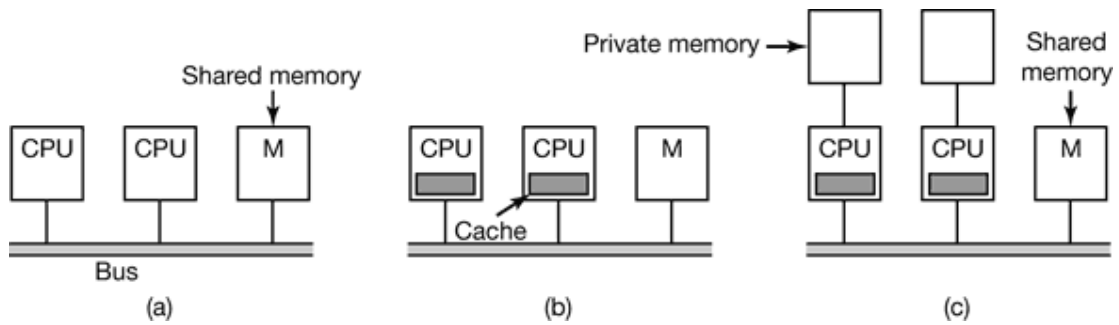 Shared memory
CPU
CPU
M
Bus
(a)
CPU
CPU
M
Cache
(b)
Private memory
Shared
memory
CPU
CPU
M
(c)